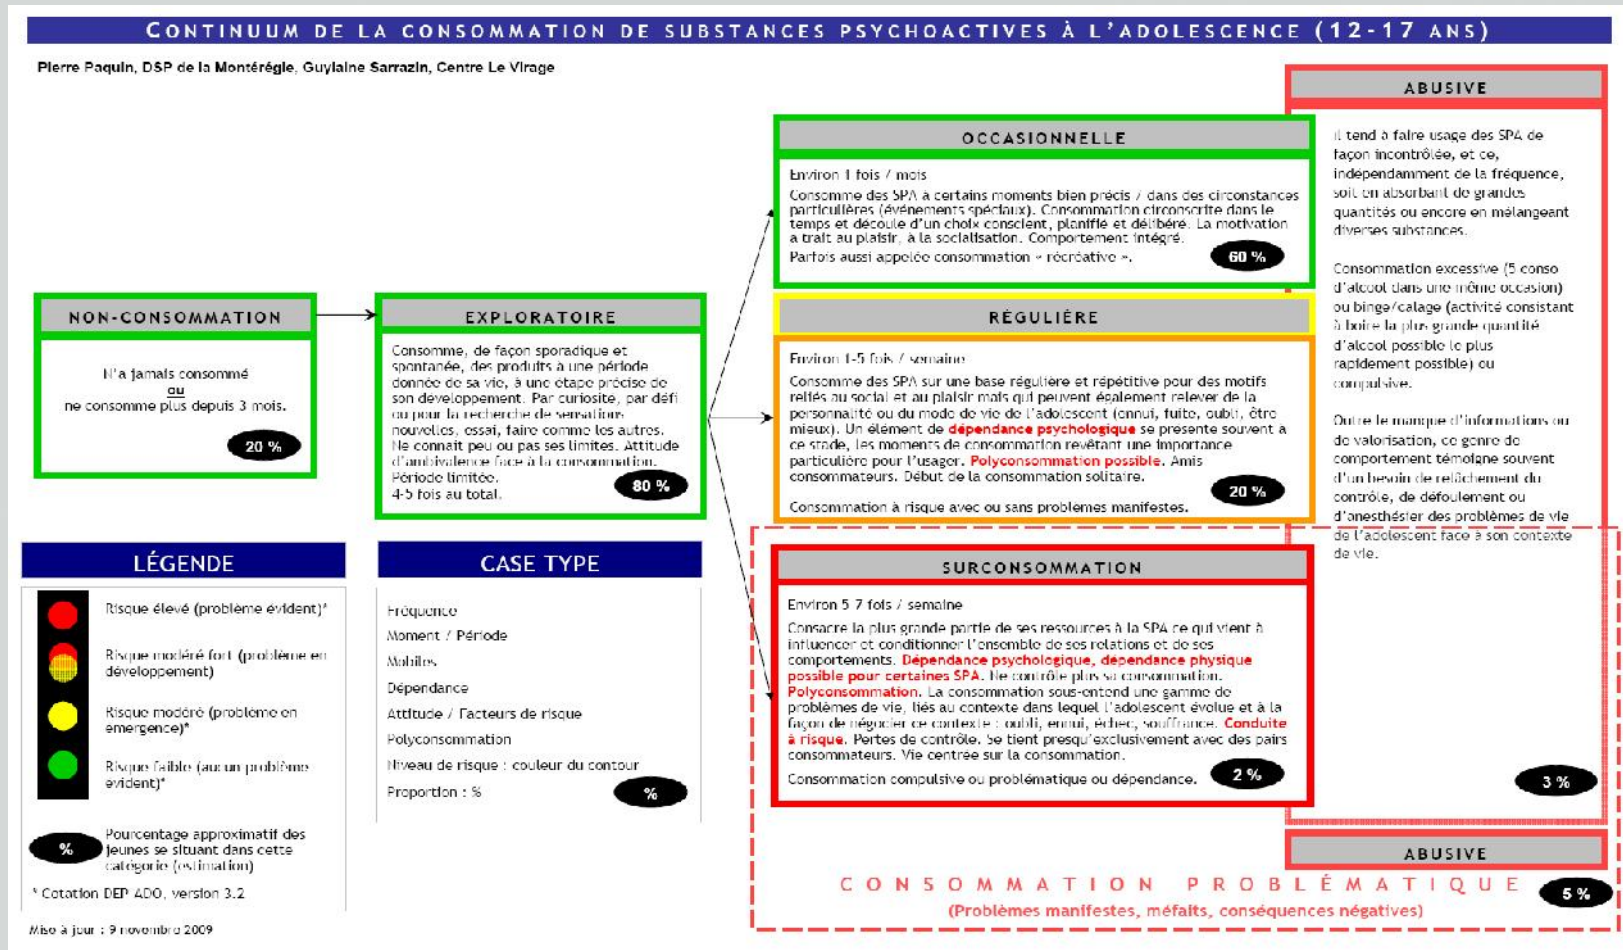 CONTINUUM DE LA CONSOMMATION DE SUBSTANCES PSYCHOACTIVES À L'ADOLESCENCE (12-17 ANS)
Pierre Paquin, DSP de la Montérégie, Guylaine Sarrazin, Centre Le Virage
NON-CONSOMMATION
N'a jamais consommé
ou
ne consomme plus depuis 3 mois.
20 %
EXPLORATOIRE
Consomme, de façon sporadique et
spontanée, des produits à une période
donnée de sa vie, à une étape précise de
son développement. Par curiosité, par défi
ou pour la recherche de sensations
nouvelles, essai, faire comme les autres.
Ne connait peu ou pas ses limites. Attitude
d'ambivalence face à la consommation.
Période limitée.
4-5 fois au total.
80 %
OCCASIONNELLE
Environ 1 fois / mois
Consomme des SPA à certains moments bien précis / dans des circonstances
particulières (événements spéciaux). Consommation circonscrite dans le
temps et découle d'un choix conscient, planifié et délibéré. La motivation
a trait au plaisir, à la socialisation. Comportement intégré.
Parfois aussi appelée consommation « récréative ».
60 %
RÉGULIÈRE
Environ 1-5 fois / semaine
Consomme des SPA sur une base régulière et répétitive pour des motifs
reliés au social et au plaisir mais qui peuvent également relever de la
personnalité ou du mode de vie de l'adolescent (ennui, fuite, oubli, être
mieux). Un élément de dépendance psychologique se présente souvent à
ce stade, les moments de consommation revêtant une importance
particulière pour l'usager. Polyconsommation possible. Amis
consommateurs. Début de la consommation solitaire.
20 %
Consommation à risque avec ou sans problèmes manifestes.
SURCONSOMMATION
Environ 5-7 fois / semaine
Consacre la plus grande partie de ses ressources à la SPA ce qui vient à
influencer et conditionner l'ensemble de ses relations et de ses
comportements. Dépendance psychologique, dépendance physique
possible pour certaines SPA. Ne contrôle plus sa consommation.
Polyconsommation. La consommation sous-entend une gamme de
problèmes de vie, liés au contexte dans lequel l'adolescent évolue et à la
façon de négocier ce contexte : oubli, ennui, échec, souffrance. Conduite
à risque. Pertes de contrôle. Se tient presqu'exclusivement avec des pairs
consommateurs. Vie centrée sur la consommation.
Consommation compulsive ou problématique ou dépendance.
2 %
ABUSIVE
il tend à faire usage des SPA de
façon incontrôlée, et ce,
indépendamment de la fréquence,
soit en absorbant de grandes
quantités ou encore en mélangeant
diverses substances.
Consommation excessive (5 conso
d'alcool dans une même occasion)
ou binge/calage (activité consistant
à boire la plus grande quantité
d'alcool possible le plus
rapidement possible) ou
compulsive.
Outre le manque d'informations ou
de valorisation, ce genre de
comportement témoigne souvent
d'un besoin de relâchement du
contrôle, de défoulement ou
d'anesthésier des problèmes de vie
de l'adolescent face à son contexte
de vie.
3 %
ABUSIVE
CONSOMMATION PROBLÉMATIQUE
5 %
(Problèmes manifestes, méfaits, conséquences négatives)
LÉGENDE
Risque élevé (problème évident)*
Risque modéré fort (problème en
développement)
Risque modéré (problème en
emergence)*
Risque faible (aucun problème
évident)*
%
Pourcentage approximatif des
jeunes se situant dans cette
catégorie (estimation)
* Cotation DEP ADO, version 3.2
CASE TYPE
Fréquence
Moment / Période
Mobiles
Dépendance
Attitude / Facteurs de risque
Polyconsommation
Niveau de risque : couleur du contour
Proportion : %
%
Mise à jour : 9 novembre 2009